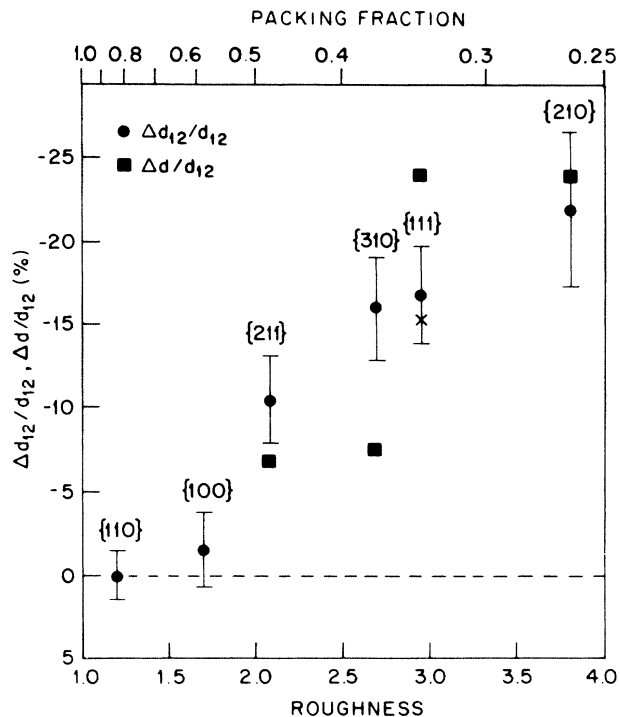 PACKING FRACTION
1.0 0.8 0.6 0.5 0.4 0.3 0.25
{210}
● Δd₁₂/d₁₂
■ Δd/d₁₂
-25
-20
{310} {111}
-15
{211}
-10
-5
{100}
{110}
0
5
Δd₁₂/d₁₂, Δd/d₁₂ (%)
1.0 1.5 2.0 2.5 3.0 3.5 4.0
ROUGHNESS